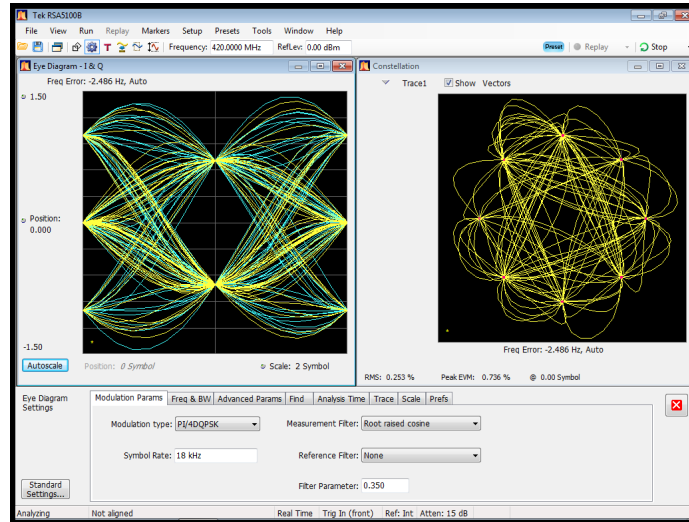 Tek RSA5100B
File View Run Replay Markers Setup Presets Tools Window Help
T Frequency: 420.0000 MHz RefLev: 0.00 dBm Preset Replay Stop
Eye Diagram - I & Q
Freq Error: -2.486 Hz, Auto
1.50
Position:
0.000
-1.50
Autoscale Position: 0 Symbol Scale: 2 Symbol
Constellation
Trace1 Show Vectors
Freq Error: -2.486 Hz, Auto
RMS: 0.253 % Peak EVM: 0.736 % @ 0.00 Symbol
Eye Diagram
Settings
Modulation Params Freq & BW Advanced Params Find Analysis Time Trace Scale Prefs
Modulation type: PI/4DQPSK Measurement Filter: Root raised cosine
Symbol Rate: 18 kHz Reference Filter: None
Filter Parameter: 0.350
Standard
Settings...
Analyzing Not aligned Real Time Trig In (front) Ref: Int Atten: 15 dB